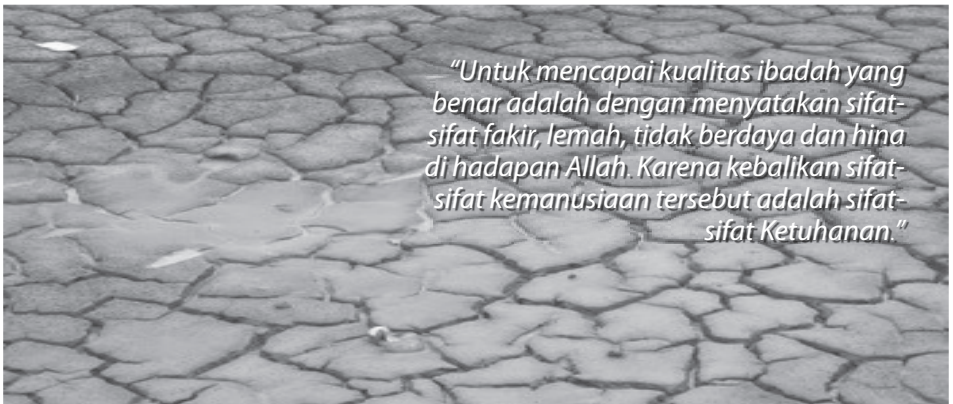 “Untuk mencapai kualitas ibadah yang
benar adalah dengan menyatakan sifat-
sifat fakir, lemah, tidak berdaya dan hina
di hadapan Allah. Karena kebalikan sifat-
sifat kemanusiaan tersebut adalah sifat-
sifat Ketuhanan.”